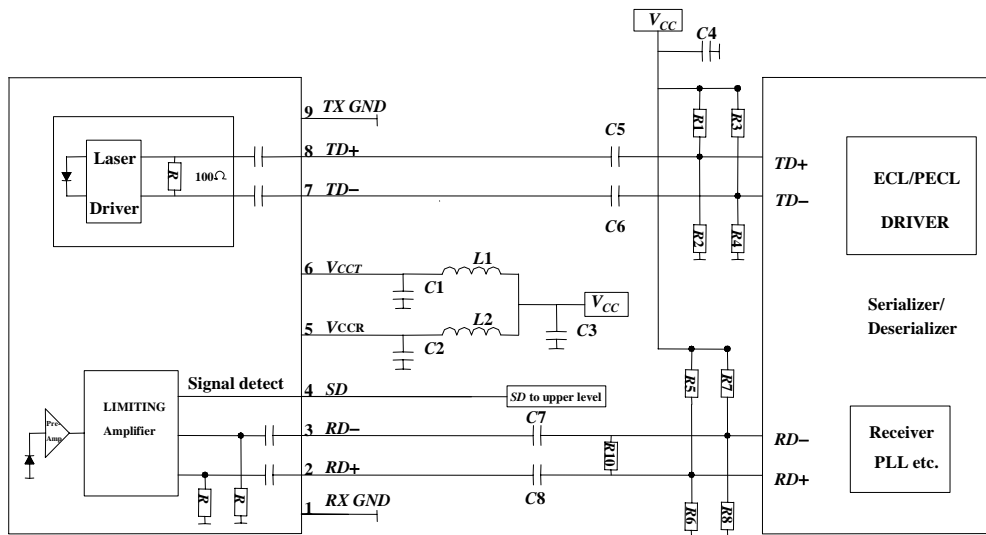 VCC
C4
9 TX GND
R1
R3
C5
Laser
Driver
R
100Ω
8 TD+
TD+
7 TD−
TD−
C6
R2
R4
ECL/PECL
DRIVER
6 VCCT
L1
C1
VCC
C3
L2
5 VCCR
C2
Serializer/
Deserializer
R5
R7
Signal detect
4 SD
SD to upper level
Pre-
Amp
LIMITING
Amplifier
C7
3 RD−
RD−
R10
2 RD+
RD+
C8
Receiver
PLL etc.
R
R
1 RX GND
R6
R8